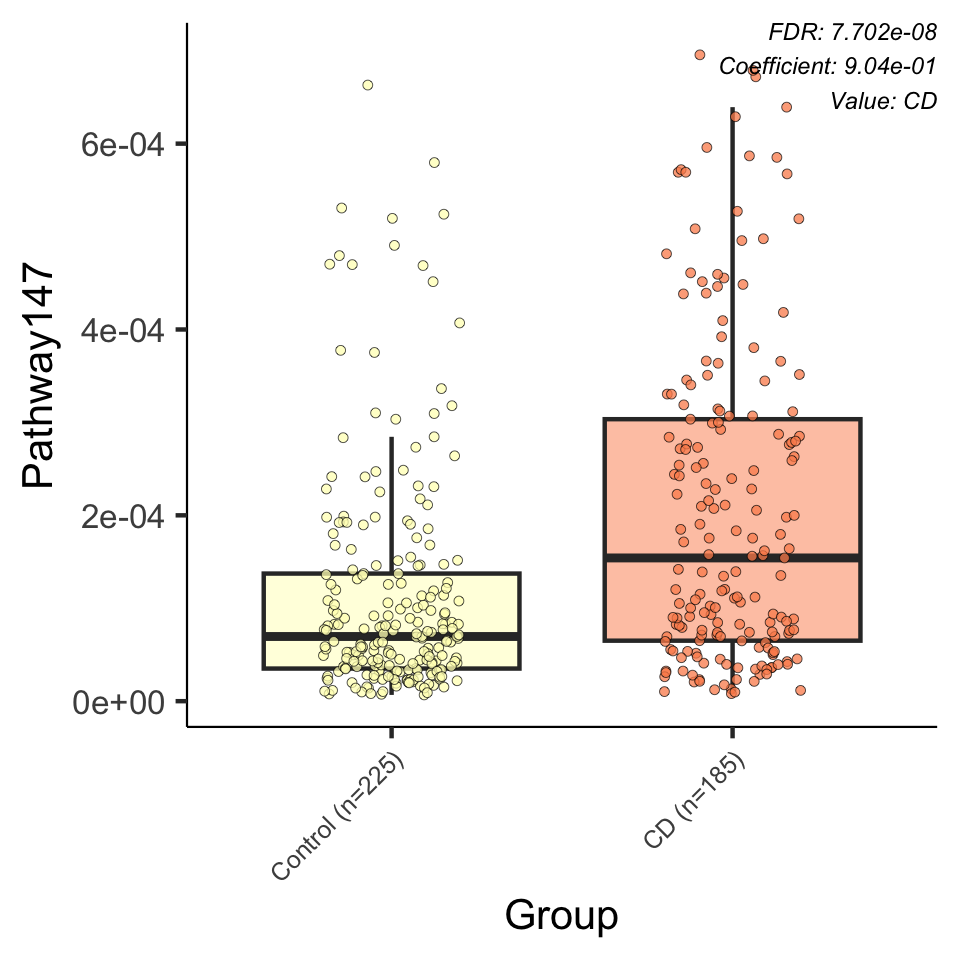 FDR: 7.702e-08
Coefficient: 9.04e-01
Value: CD
Pathway147
6e-04
4e-04
2e-04
0e+00
Control (n=225)
CD (n=185)
Group